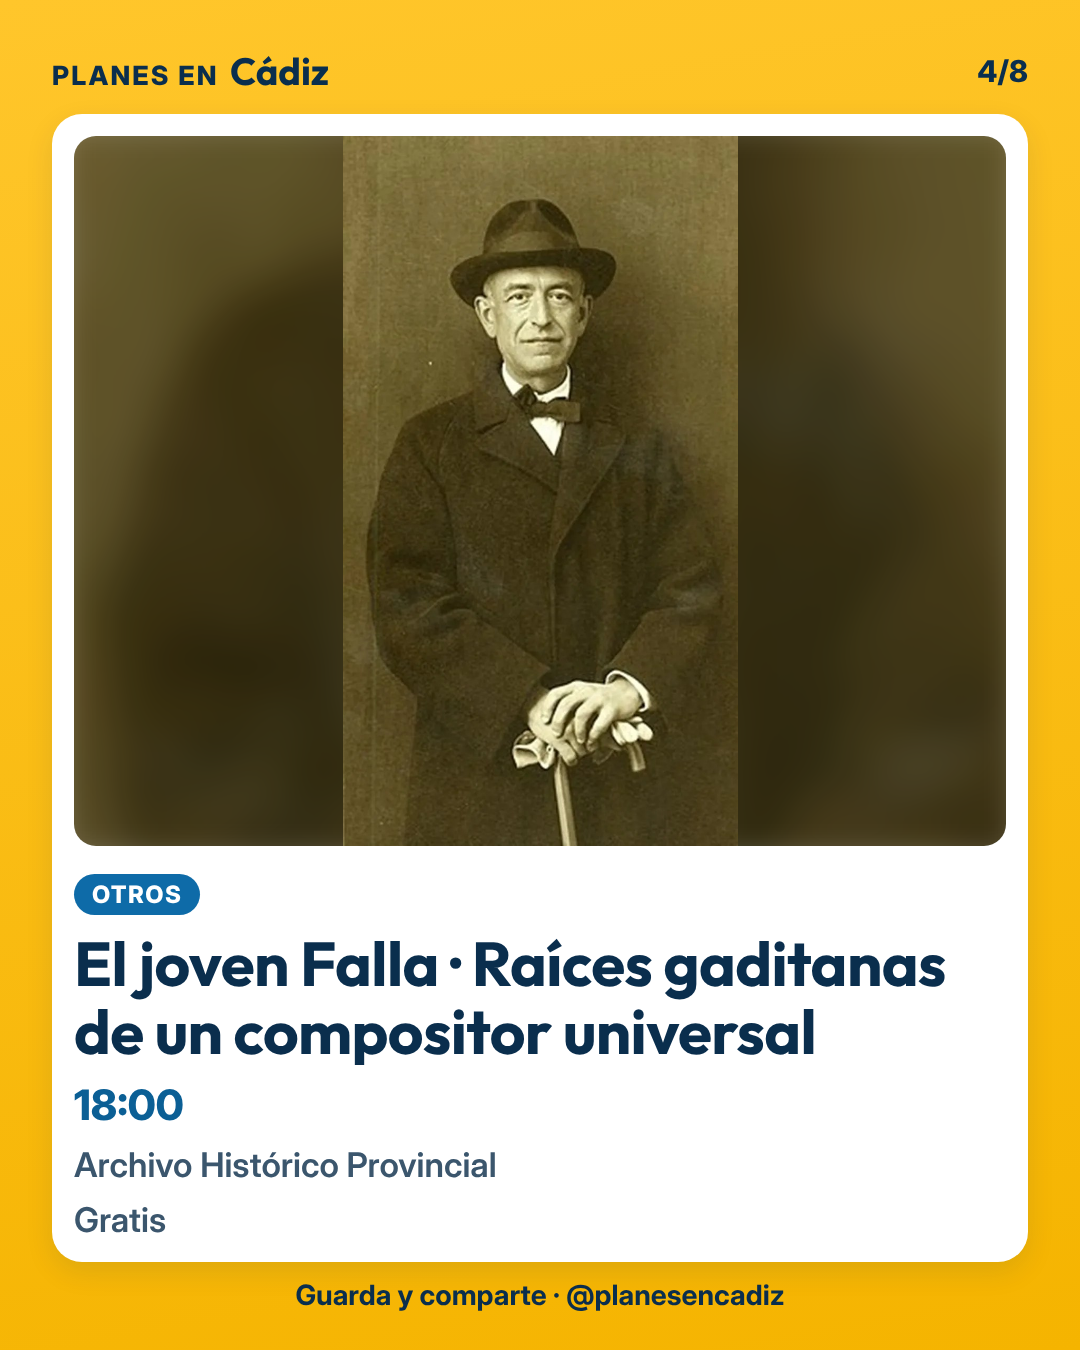 PLANES EN Cádiz
4/8
OTROS
El joven Falla · Raíces gaditanas
de un compositor universal
18:00
Archivo Histórico Provincial
Gratis
Guarda y comparte · @planesencadiz